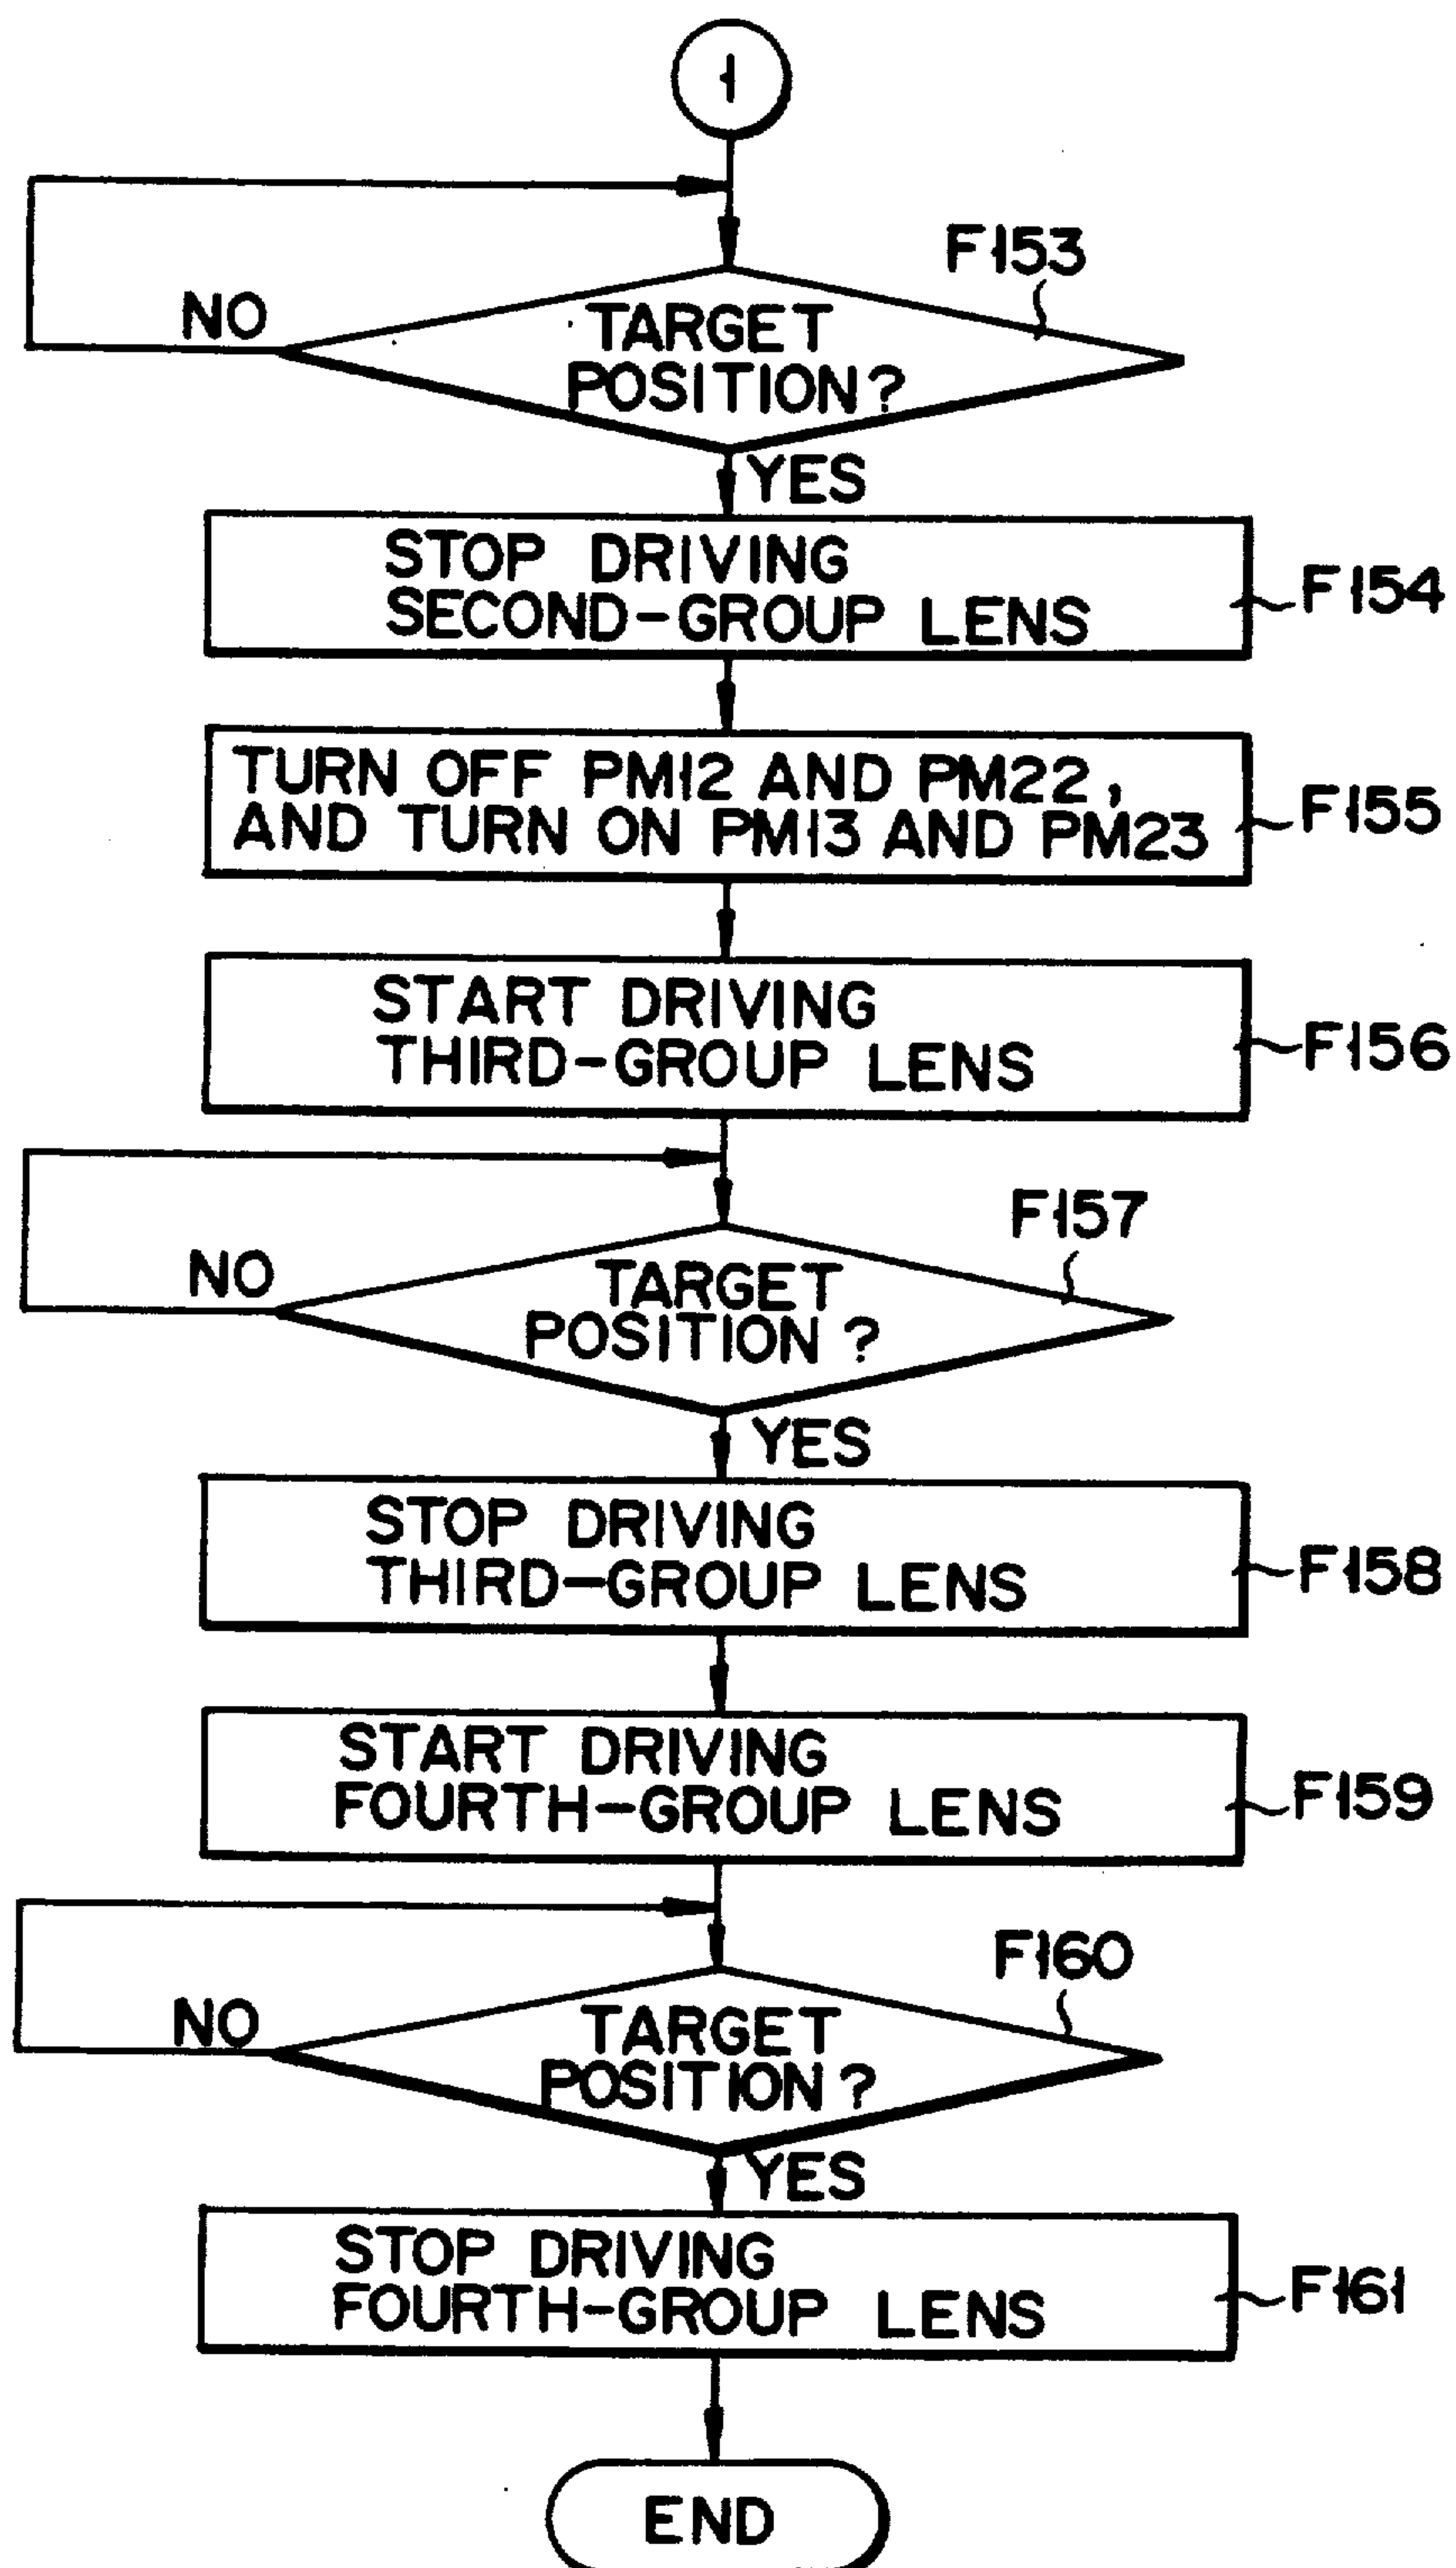 1
F153
NO
TARGET
POSITION?
YES
STOP DRIVING
SECOND-GROUP LENS
F154
TURN OFF PM12 AND PM22,
AND TURN ON PM13 AND PM23
F155
START DRIVING
THIRD-GROUP LENS
F156
F157
NO
TARGET
POSITION?
YES
STOP DRIVING
THIRD-GROUP LENS
F158
START DRIVING
FOURTH-GROUP LENS
F159
F160
NO
TARGET
POSITION?
YES
STOP DRIVING
FOURTH-GROUP LENS
F161
END